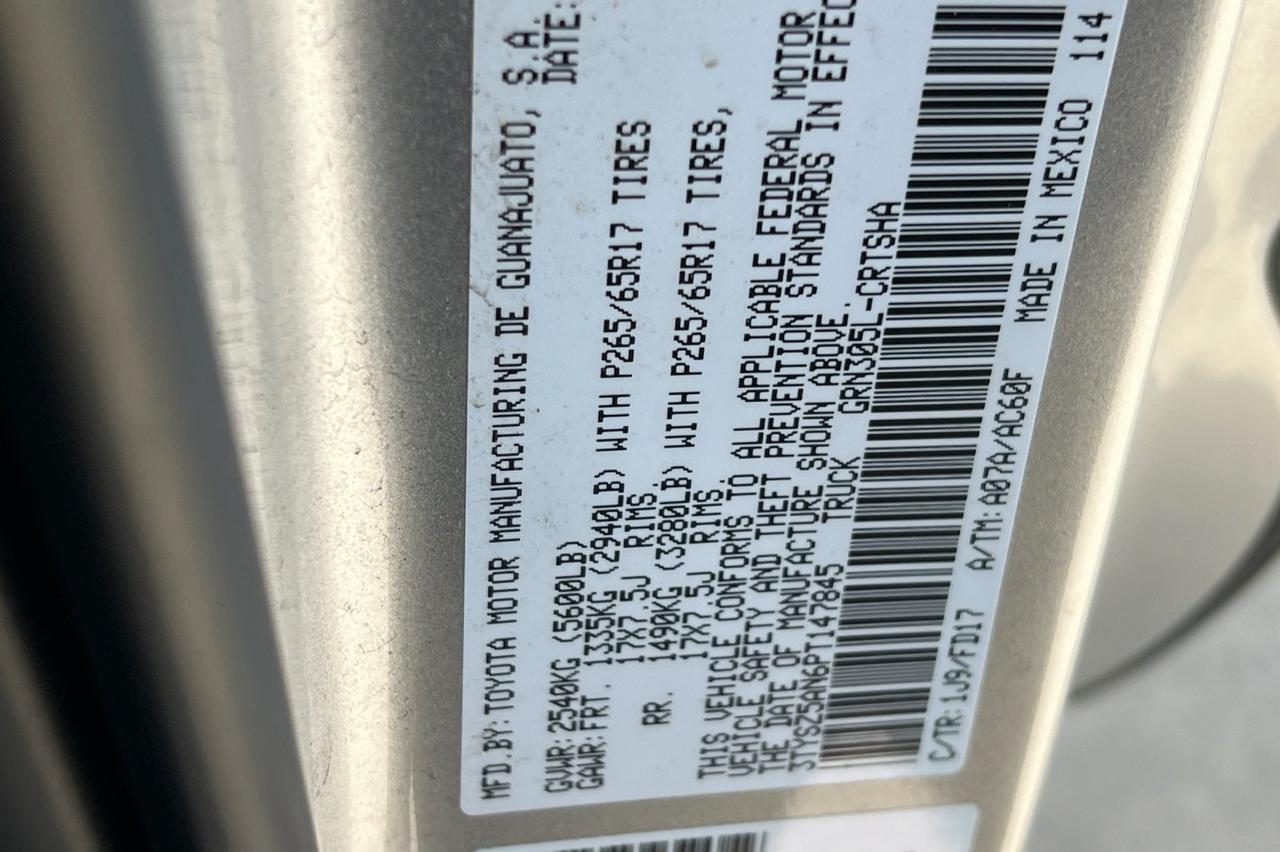 MFD.BY:TOYOTA MOTOR MANUFACTURING DE GUANAJUATO, S.A.
DATE:
GVWR:2540KG (5600LB)
GAWR:FRT. 1335KG (2940LB) WITH P265/65R17 TIRES
17X7.5J RIMS.
RR. 1490KG (3280LB) WITH P265/65R17 TIRES,
17X7.5J RIMS.
THIS VEHICLE CONFORMS TO ALL APPLICABLE FEDERAL MOTOR
VEHICLE SAFETY AND THEFT PREVENTION STANDARDS IN EFFEC
THE DATE OF MANUFACTURE SHOWN ABOVE.
3TYSZ5AN6PT147845 TRUCK GRN305L-CRTSHA
C/TR:1J9/FD17 A/TM:A07A/AC60F MADE IN MEXICO 114